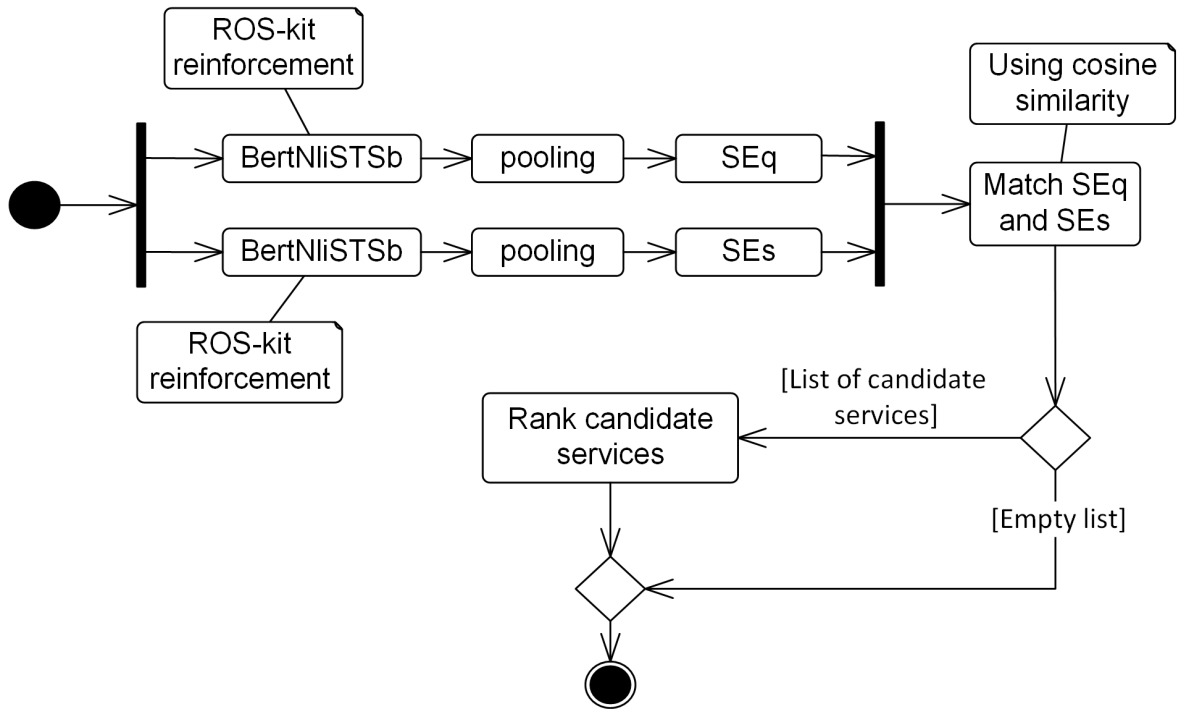 ROS-kit
reinforcement
Using cosine
similarity
BertNliSTSb
pooling
SEq
Match SEq
and SEs
BertNliSTSb
pooling
SEs
ROS-kit
reinforcement
[List of candidate
services]
Rank candidate
services
[Empty list]